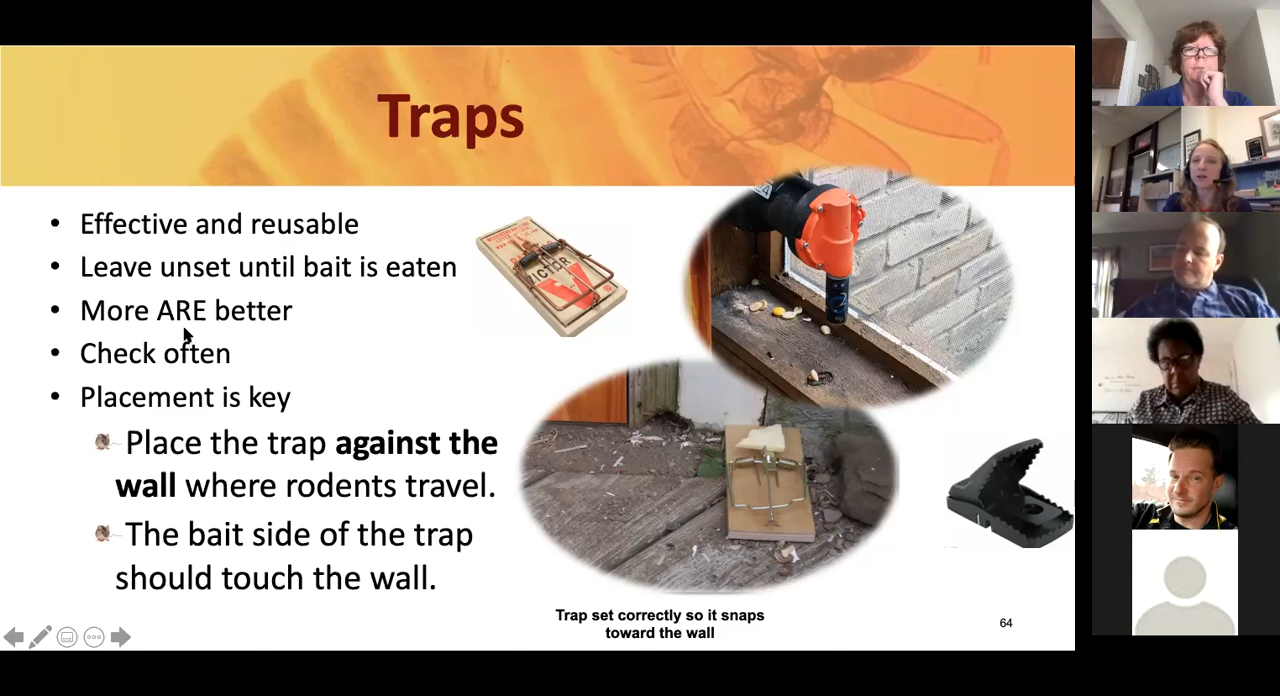 Traps
• Effective and reusable
• Leave unset until bait is eaten
• More ARE better
• Check often
• Placement is key
Place the trap against the
wall where rodents travel.
The bait side of the trap
should touch the wall.
VICTOR
Trap set correctly so it snaps
toward the wall
64